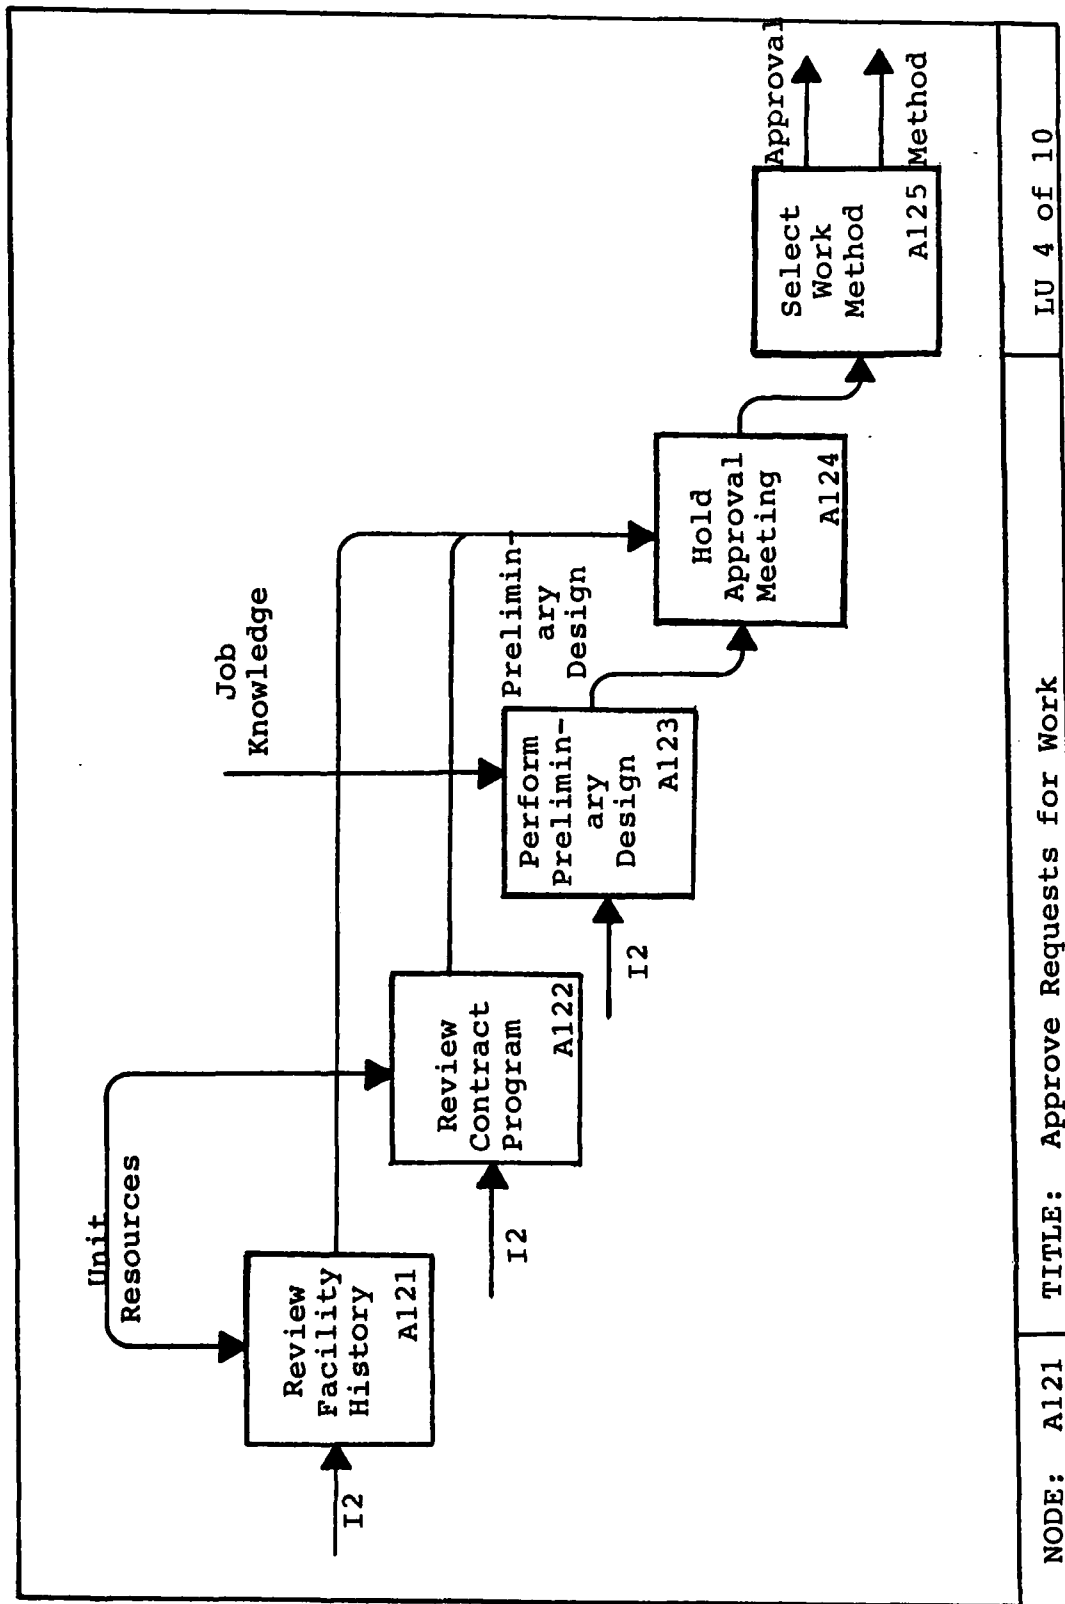 Unit
Resources
Job
Knowledge
I2
Review
Facility
History
A121
I2
Review
Contract
Program
A122
I2
Perform
Prelimin-
ary
Design
A123
Prelimin-
ary
Design
Hold
Approval
Meeting
A124
Select
Work
Method
A125
Approval
Method
NODE: A121
TITLE: Approve Requests for Work
LU 4 of 10